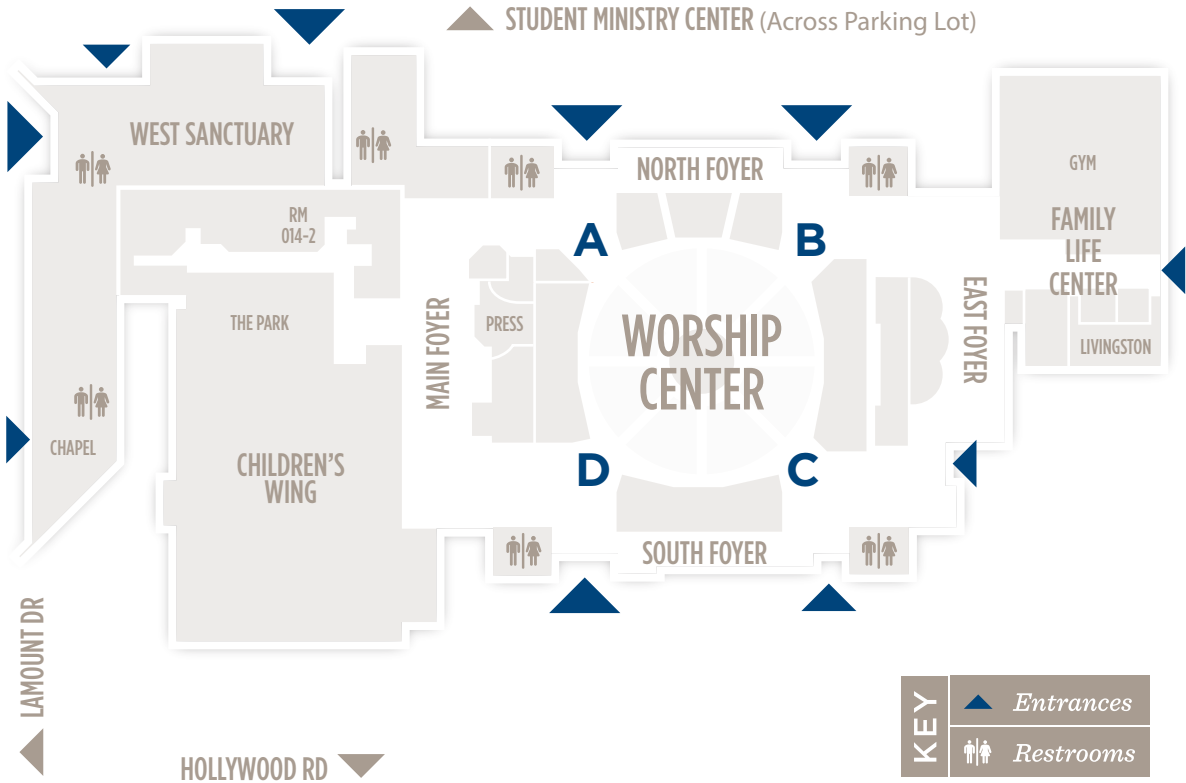 STUDENT MINISTRY CENTER (Across Parking Lot)
WEST SANCTUARY
NORTH FOYER
GYM
RM
014-2
FAMILY
LIFE
CENTER
A
B
THE PARK
PRESS
MAIN FOYER
WORSHIP
CENTER
EAST FOYER
LIVINGSTON
CHAPEL
CHILDREN'S
WING
D
C
SOUTH FOYER
LAMOUNT DR
HOLLYWOOD RD
KEY
Entrances
Restrooms